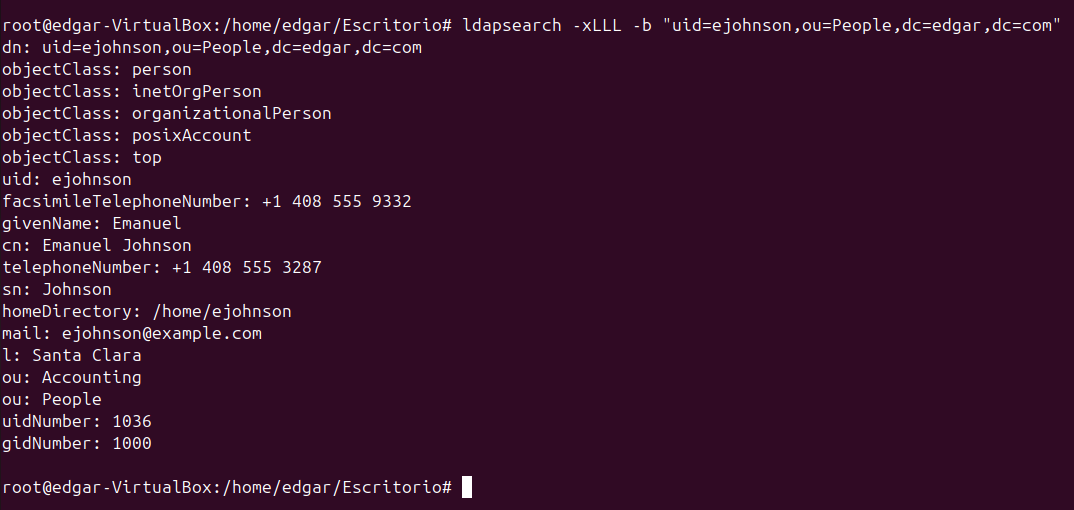 root@edgar-VirtualBox:/home/edgar/Escritorio# ldapsearch -xLLL -b "uid=ejohnson,ou=People,dc=edgar,dc=com"
dn: uid=ejohnson,ou=People,dc=edgar,dc=com
objectClass: person
objectClass: inetOrgPerson
objectClass: organizationalPerson
objectClass: posixAccount
objectClass: top
uid: ejohnson
facsimileTelephoneNumber: +1 408 555 9332
givenName: Emanuel
cn: Emanuel Johnson
telephoneNumber: +1 408 555 3287
sn: Johnson
homeDirectory: /home/ejohnson
mail: ejohnson@example.com
l: Santa Clara
ou: Accounting
ou: People
uidNumber: 1036
gidNumber: 1000
root@edgar-VirtualBox:/home/edgar/Escritorio#